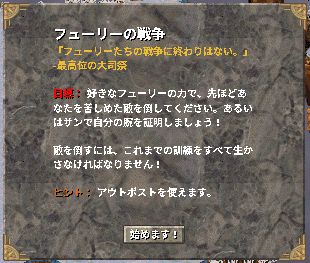 フューリーの戦争
「フューリーたちの戦争に終わりはない。」
-最高位の大司祭
目標： 好きなフューリーの力で、先ほどあ
なたを苦しめた敵を倒してください。あるい
はサンで自分の腕を証明しましょう！
敵を倒すには、これまでの訓練をすべて生か
さなければなりません！
ヒント： アウトポストを使えます。
始めます！